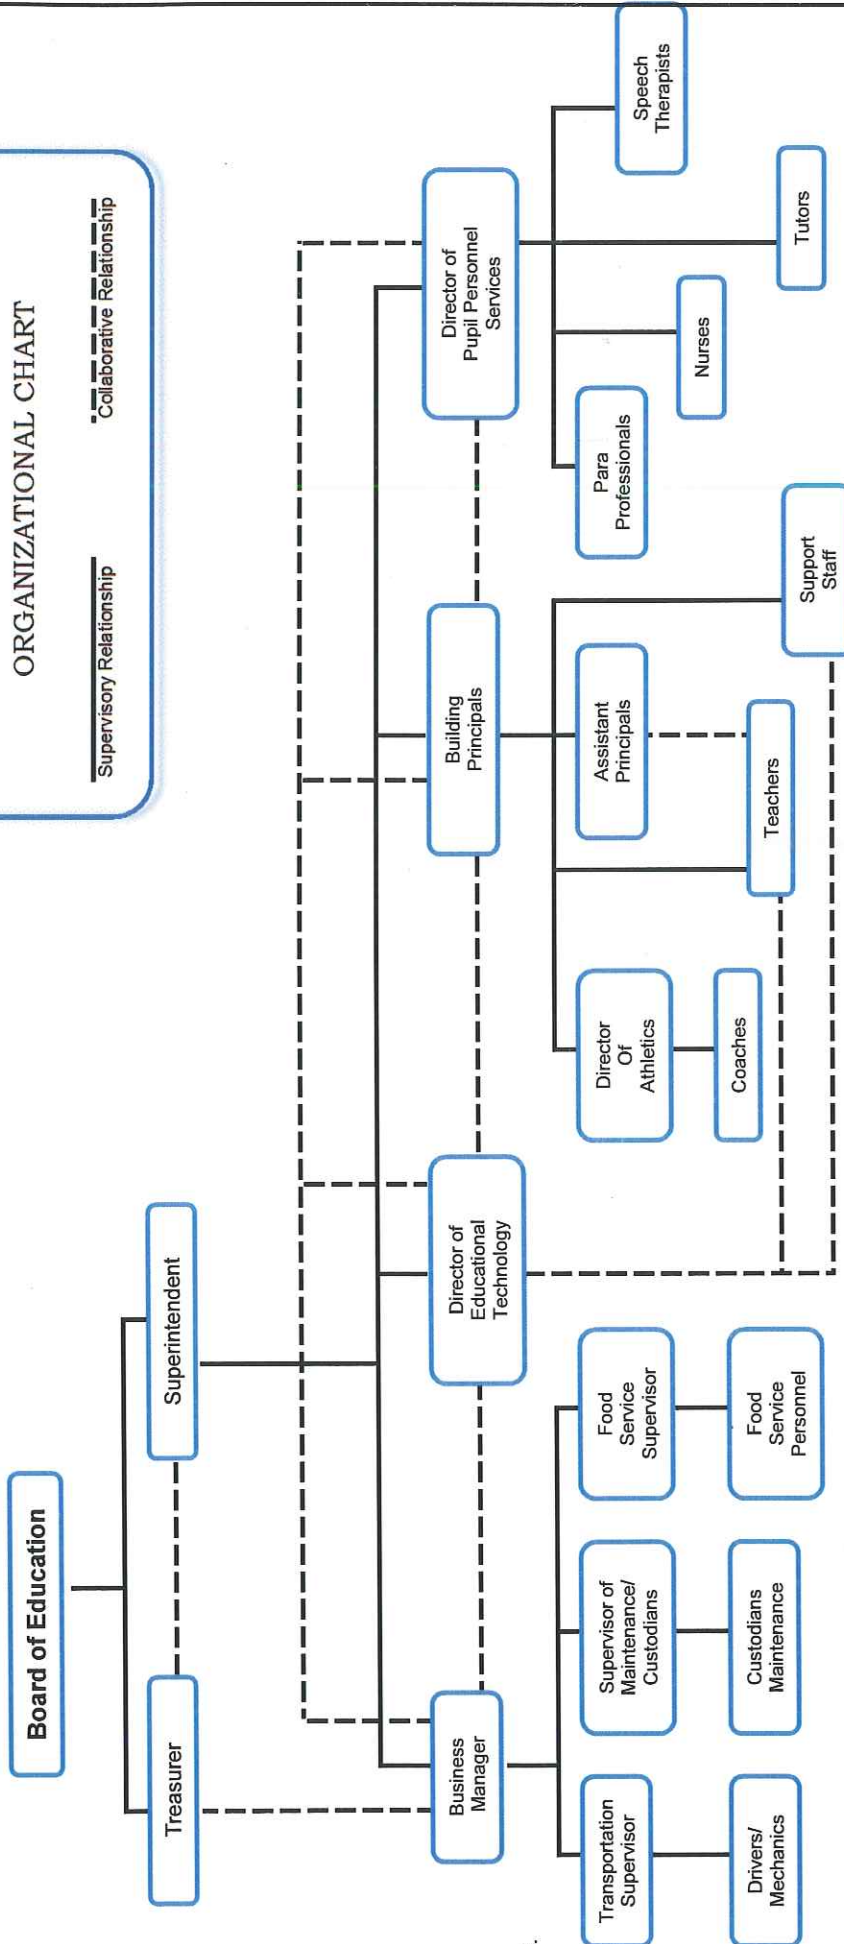 ORGANIZATIONAL CHART
Supervisory Relationship
Collaborative Relationship
Board of Education
Treasurer
Superintendent
Business
Manager
Director of
Educational
Technology
Building
Principals
Director of
Pupil Personnel
Services
Transportation
Supervisor
Supervisor of
Maintenance/
Custodians
Food
Service
Supervisor
Director
Of
Athletics
Assistant
Principals
Para
Professionals
Speech
Therapists
Drivers/
Mechanics
Custodians
Maintenance
Food
Service
Personnel
Coaches
Teachers
Support
Staff
Nurses
Tutors